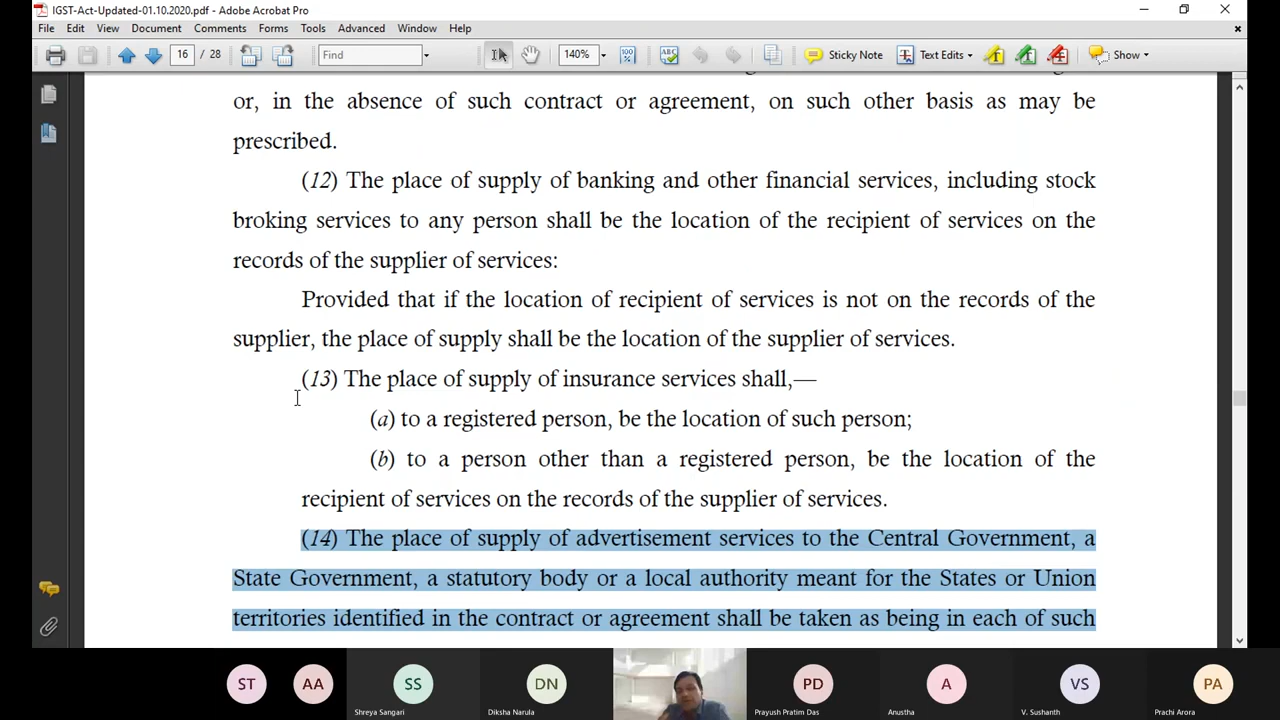 IGST-Act-Updated-01.10.2020.pdf - Adobe Acrobat Pro
File Edit View Document Comments Forms Tools Advanced Window Help
16 / 28 Find 140% Sticky Note Text Edits Show
or, in the absence of such contract or agreement, on such other basis as may be
prescribed.
(12) The place of supply of banking and other financial services, including stock
broking services to any person shall be the location of the recipient of services on the
records of the supplier of services:
Provided that if the location of recipient of services is not on the records of the
supplier, the place of supply shall be the location of the supplier of services.
(13) The place of supply of insurance services shall,—
(a) to a registered person, be the location of such person;
(b) to a person other than a registered person, be the location of the
recipient of services on the records of the supplier of services.
(14) The place of supply of advertisement services to the Central Government, a
State Government, a statutory body or a local authority meant for the States or Union
territories identified in the contract or agreement shall be taken as being in each of such
ST AA SS DN PD A VS PA
Shreya Sangari Diksha Narula Prayush Pratim Das Anustha V. Sushanth Prachi Arora